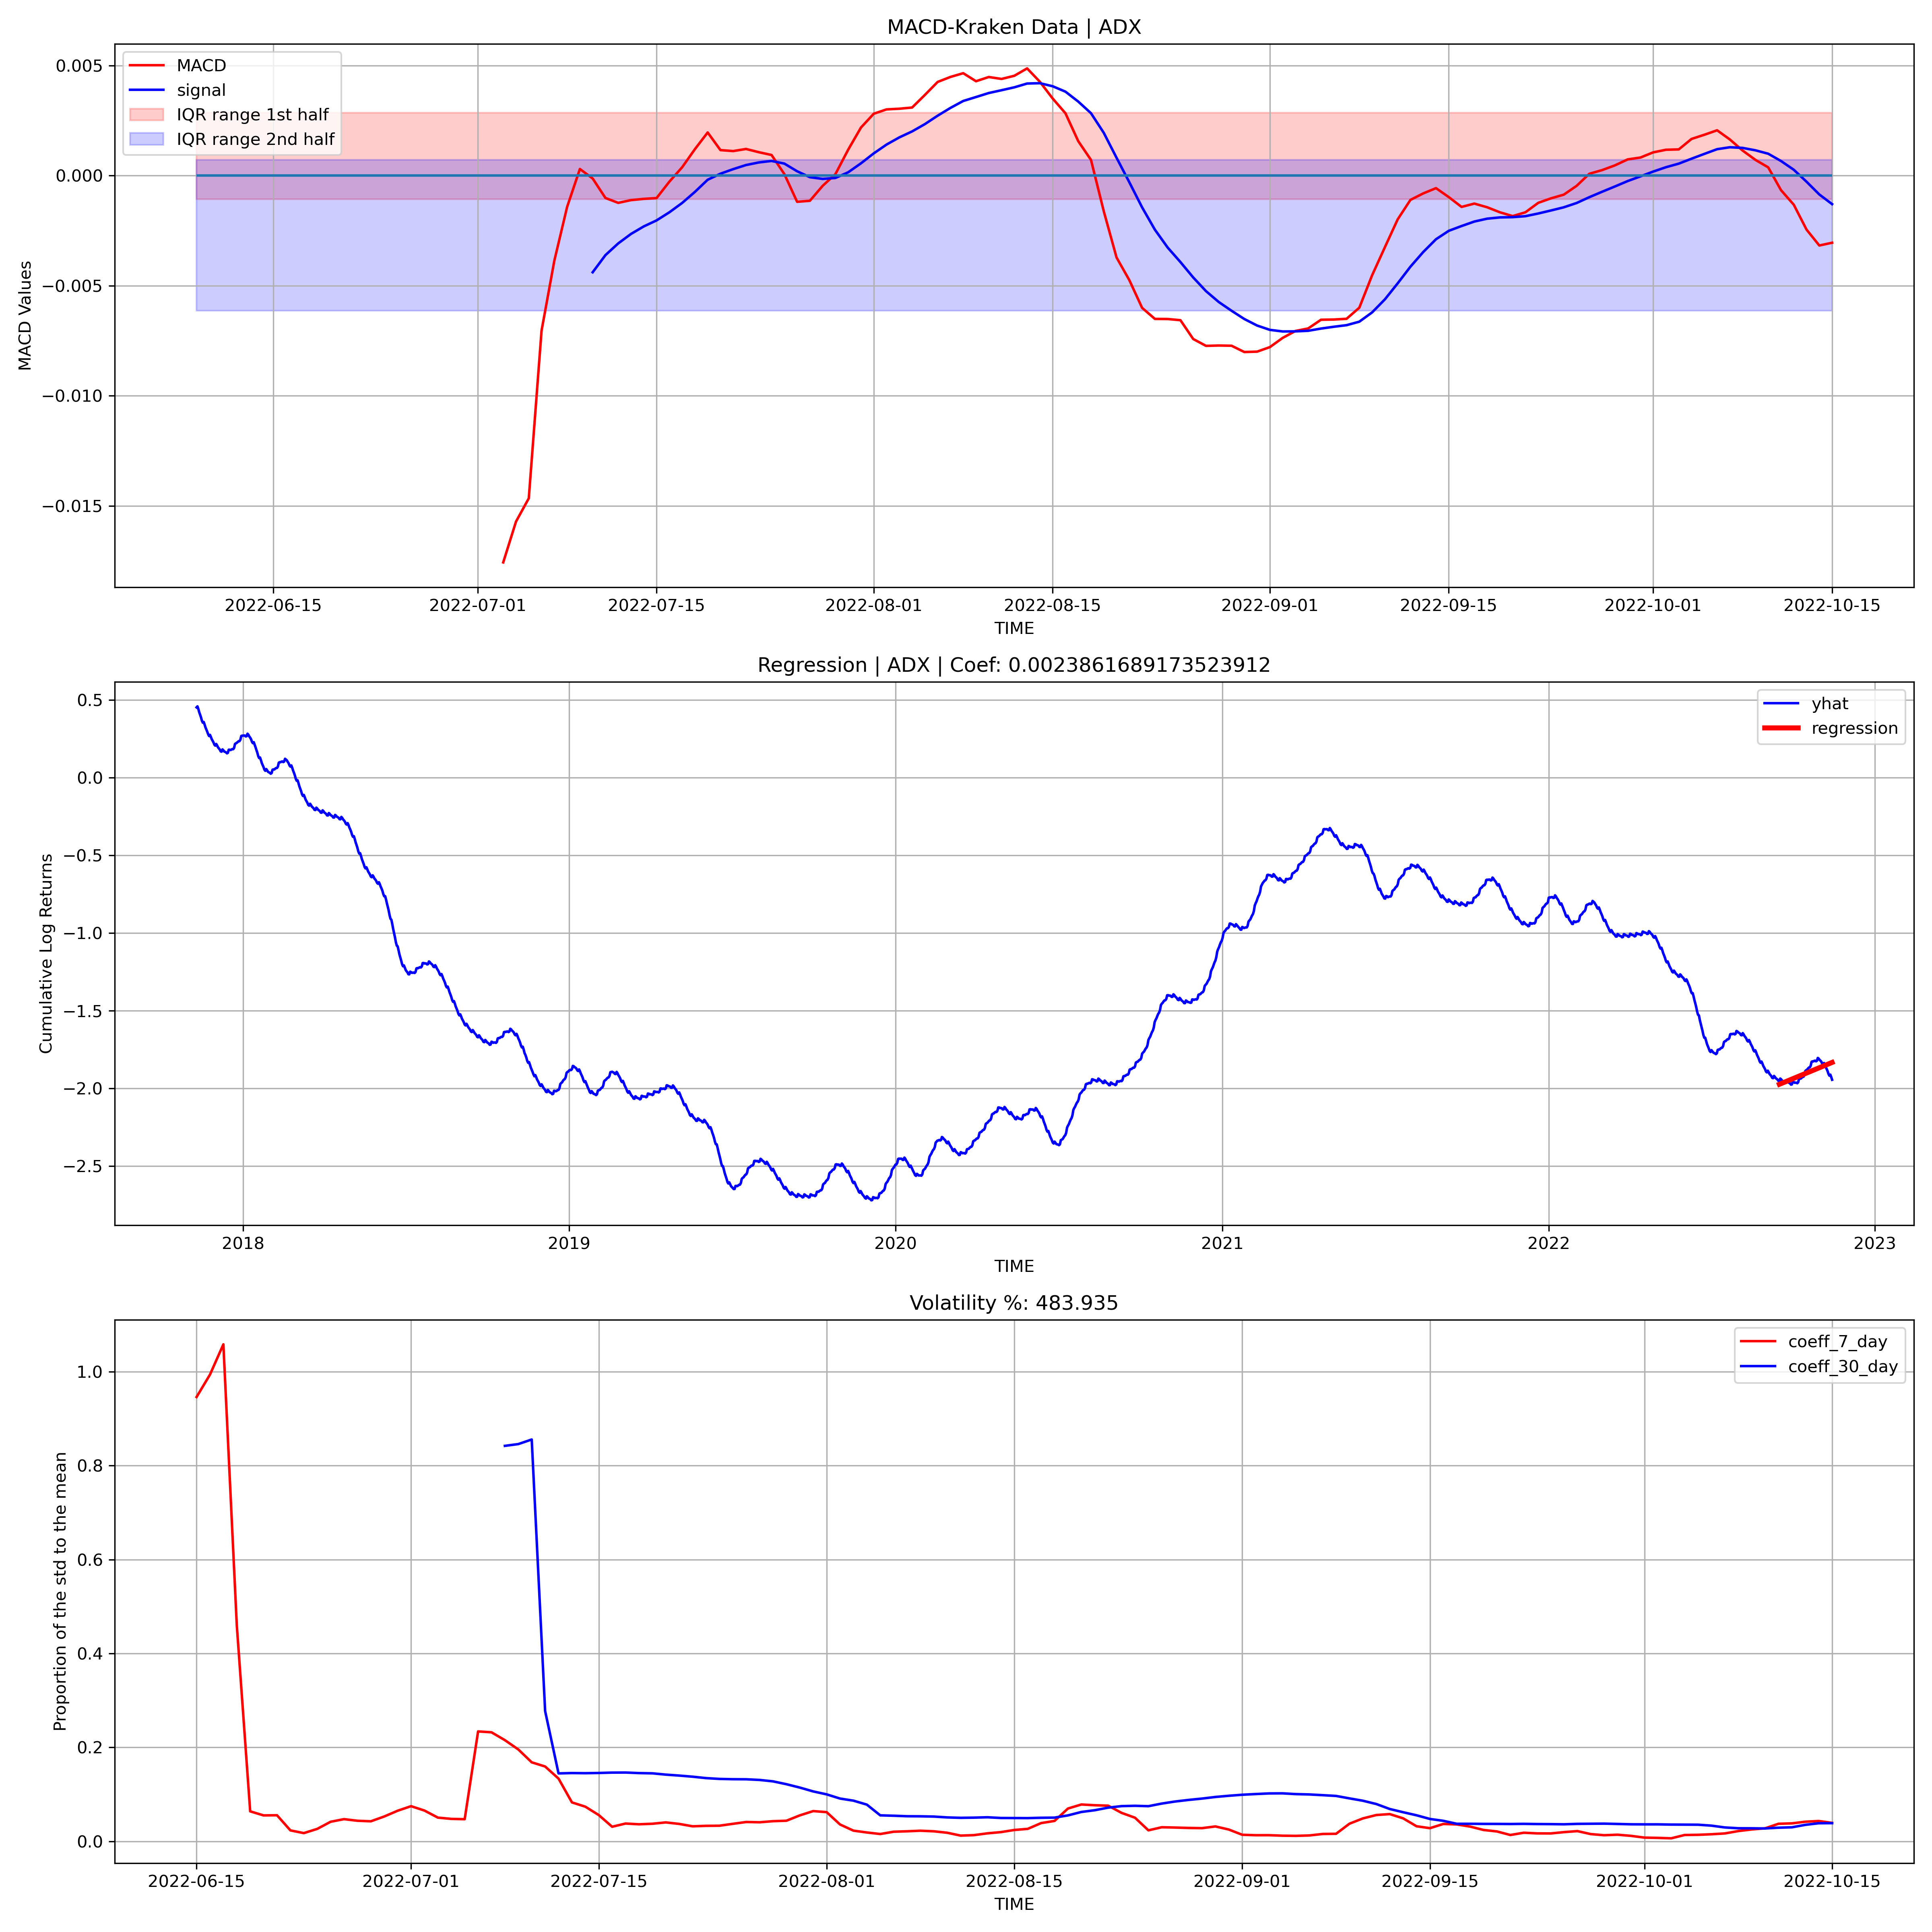 MACD-Kraken Data | ADX
MACD
signal
IQR range 1st half
IQR range 2nd half
0.005
0.000
−0.005
−0.010
−0.015
MACD Values
2022-06-15 2022-07-01 2022-07-15 2022-08-01 2022-08-15 2022-09-01 2022-09-15 2022-10-01 2022-10-15
TIME
Regression | ADX | Coef: 0.0023861689173523912
yhat
regression
0.5
0.0
−0.5
−1.0
−1.5
−2.0
−2.5
Cumulative Log Returns
2018 2019 2020 2021 2022 2023
TIME
Volatility %: 483.935
coeff_7_day
coeff_30_day
1.0
0.8
0.6
0.4
0.2
0.0
Proportion of the std to the mean
2022-06-15 2022-07-01 2022-07-15 2022-08-01 2022-08-15 2022-09-01 2022-09-15 2022-10-01 2022-10-15
TIME